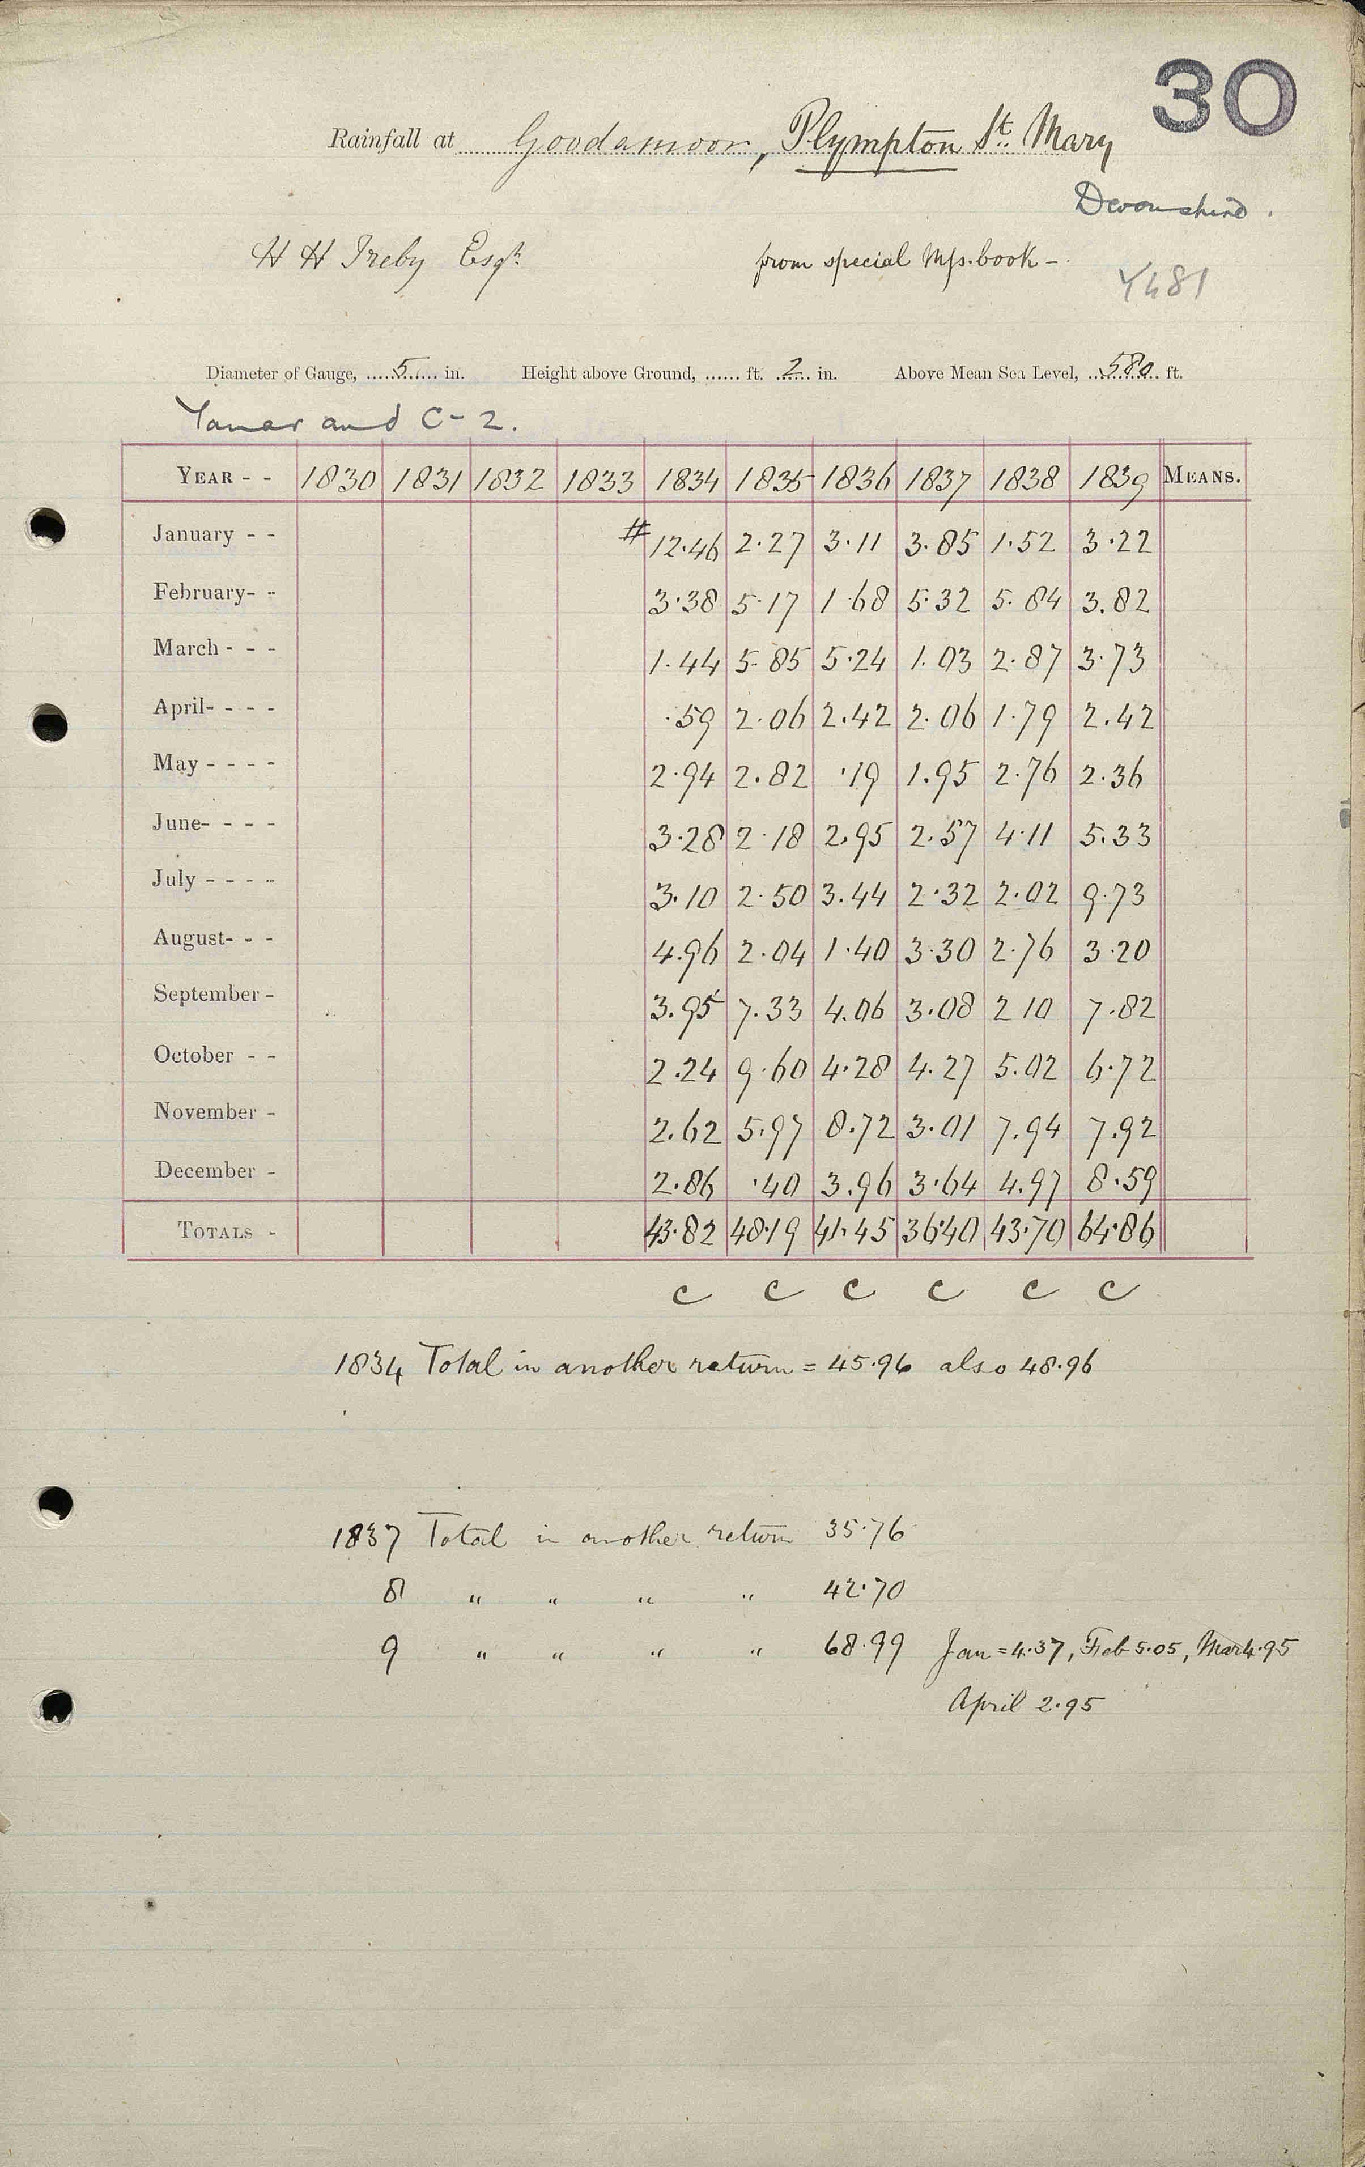 30
Rainfall at Goodamoor, Plympton St. Mary
Devonshire.
H H Treby Esqr. from special Mss. book -
Diameter of Gauge, 5 in. Height above Ground, ...... ft. 2 in. Above Mean Sea Level, 580 ft.
Tamar and C- 2.
YEAR - - 1830 1831 1832 1833 1834 1835 1836 1837 1838 1839 MEANS.
January - - # 12.46 2.27 3.11 3.85 1.52 3.22
February- - 3.38 5.17 1.68 5.32 5.84 3.82
March - - - 1.44 5.85 5.24 1.03 2.87 3.73
April- - - - .59 2.06 2.42 2.06 1.79 2.42
May - - - - 2.94 2.82 .19 1.95 2.76 2.36
June- - - - 3.28 2.18 2.95 2.57 4.11 5.33
July - - - - 3.10 2.50 3.44 2.32 2.02 9.73
August- - - 4.96 2.04 1.40 3.30 2.76 3.20
September - 3.95 7.33 4.06 3.08 2 10 7.82
October - - 2.24 9.60 4.28 4.27 5.02 6.72
November - 2.62 5.97 8.72 3.01 7.94 7.92
December - 2.86 .40 3.96 3.64 4.97 8.59
TOTALS - 43.82 48.19 41.45 36.40 43.70 64.86
c c c c c c
1834 Total in another return = 45.96 also 48.96
1837 Total in another return 35.76
8 " " " " 42.70
9 " " " " 68.99 Jan = 4.37, Feb 5.05, Mar 4.95
April 2.95